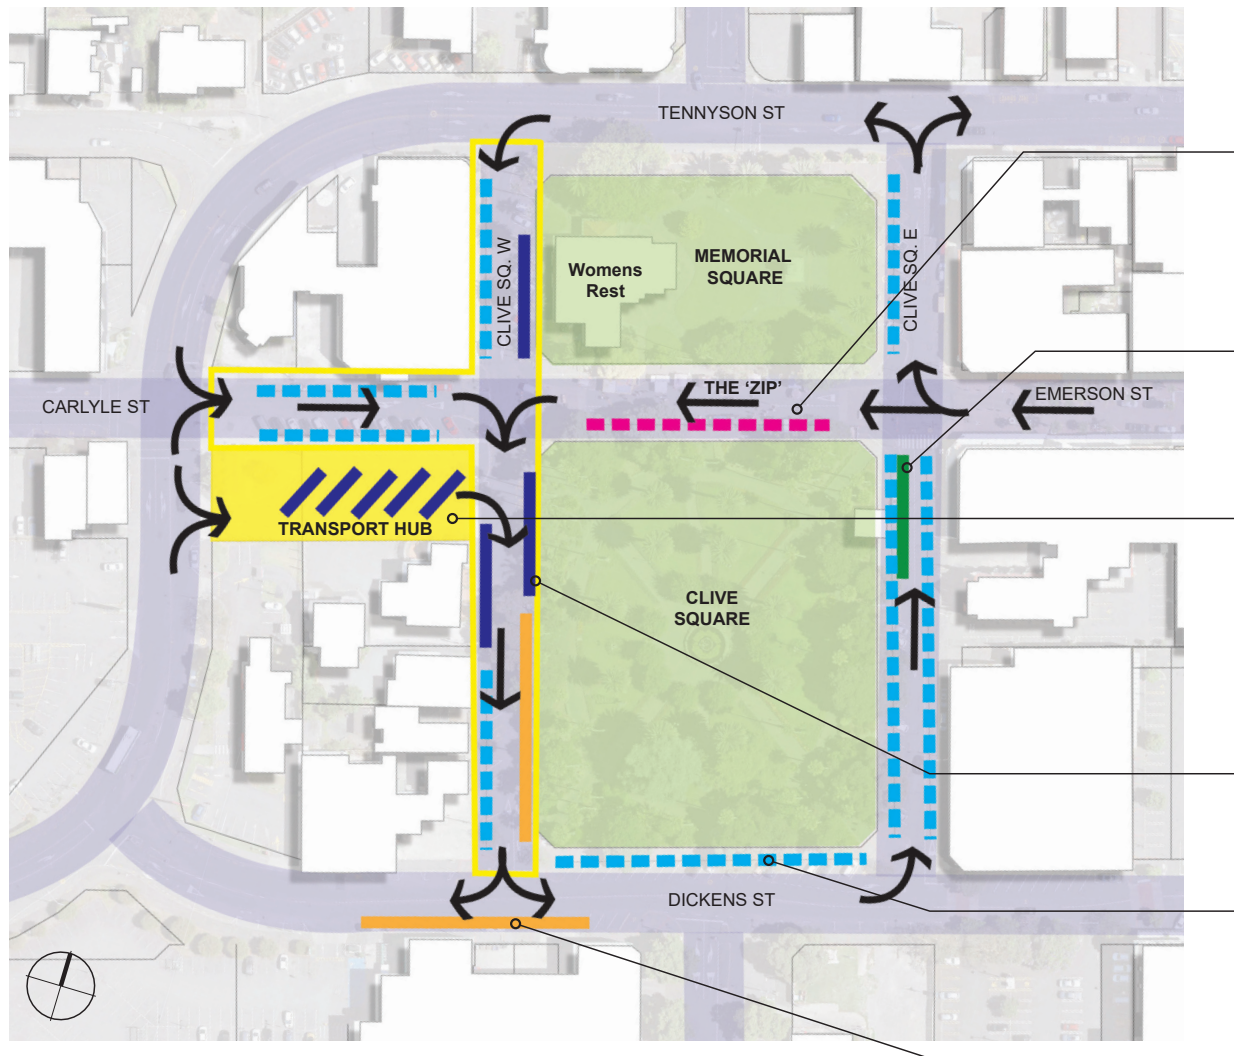 TENNYSON ST
CLIVE SQ. W
Womens
Rest
MEMORIAL
SQUARE
CLIVE SQ. E
CARLYLE ST
THE ‘ZIP’
EMERSON ST
TRANSPORT HUB
CLIVE
SQUARE
DICKENS ST